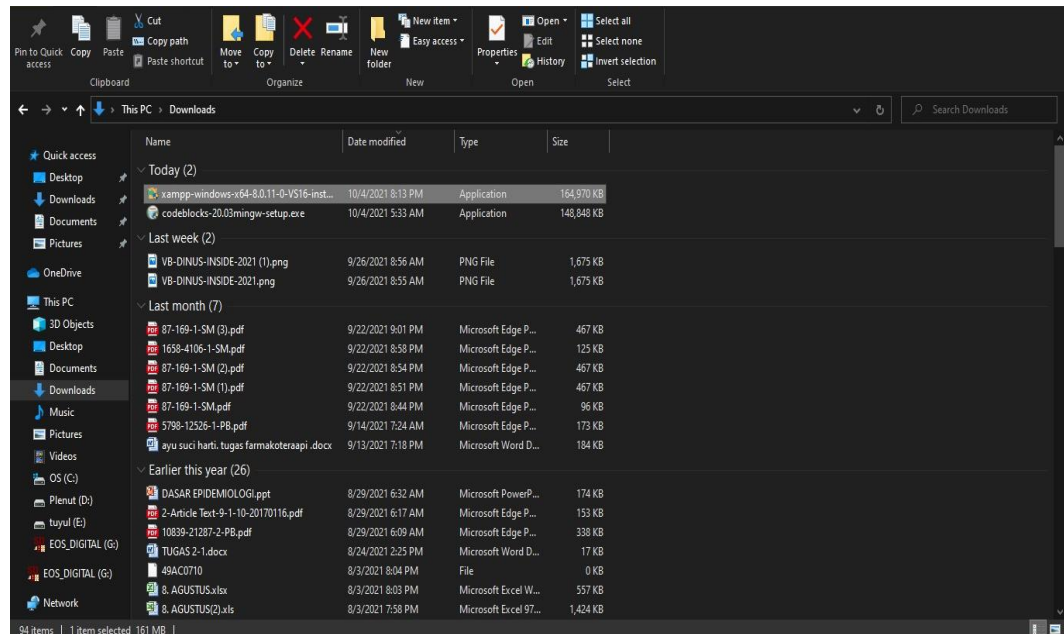 Pin to Quick access
Copy
Paste
Cut
Copy path
Paste shortcut
Clipboard
Move to
Copy to
Delete
Rename
Organize
New folder
New item
Easy access
New
Properties
Open
Edit
History
Open
Select all
Select none
Invert selection
Select
This PC > Downloads
Search Downloads
Name Date modified Type Size
Quick access
Desktop
Downloads
Documents
Pictures
OneDrive
This PC
3D Objects
Desktop
Documents
Downloads
Music
Pictures
Videos
OS (C:)
Plenut (D:)
tuyul (E:)
EOS_DIGITAL (G:)
EOS_DIGITAL (G:)
Network
Today (2)
xampp-windows-x64-8.0.11-0-VS16-inst... 10/4/2021 8:13 PM Application 164,970 KB
codeblocks-20.03mingw-setup.exe 10/4/2021 5:33 AM Application 148,848 KB
Last week (2)
VB-DINUS-INSIDE-2021 (1).png 9/26/2021 8:56 AM PNG File 1,675 KB
VB-DINUS-INSIDE-2021.png 9/26/2021 8:55 AM PNG File 1,675 KB
Last month (7)
87-169-1-SM (3).pdf 9/22/2021 9:01 PM Microsoft Edge P... 467 KB
1658-4106-1-SM.pdf 9/22/2021 8:58 PM Microsoft Edge P... 125 KB
87-169-1-SM (2).pdf 9/22/2021 8:54 PM Microsoft Edge P... 467 KB
87-169-1-SM (1).pdf 9/22/2021 8:51 PM Microsoft Edge P... 467 KB
87-169-1-SM.pdf 9/22/2021 8:44 PM Microsoft Edge P... 96 KB
5798-12526-1-PB.pdf 9/14/2021 7:24 AM Microsoft Edge P... 173 KB
ayu suci harti. tugas farmakoteraapi .docx 9/13/2021 7:18 PM Microsoft Word D... 184 KB
Earlier this year (26)
DASAR EPIDEMIOLOGI.ppt 8/29/2021 6:32 AM Microsoft PowerP... 174 KB
2-Article Text-9-1-10-20170116.pdf 8/29/2021 6:17 AM Microsoft Edge P... 153 KB
10839-21287-2-PB.pdf 8/29/2021 6:09 AM Microsoft Edge P... 338 KB
TUGAS 2-1.docx 8/24/2021 2:25 PM Microsoft Word D... 17 KB
49AC0710 8/3/2021 8:04 PM File 0 KB
8. AGUSTUS.xlsx 8/3/2021 8:03 PM Microsoft Excel W... 557 KB
8. AGUSTUS(2).xls 8/3/2021 7:58 PM Microsoft Excel 97... 1,424 KB
94 items 1 item selected 161 MB